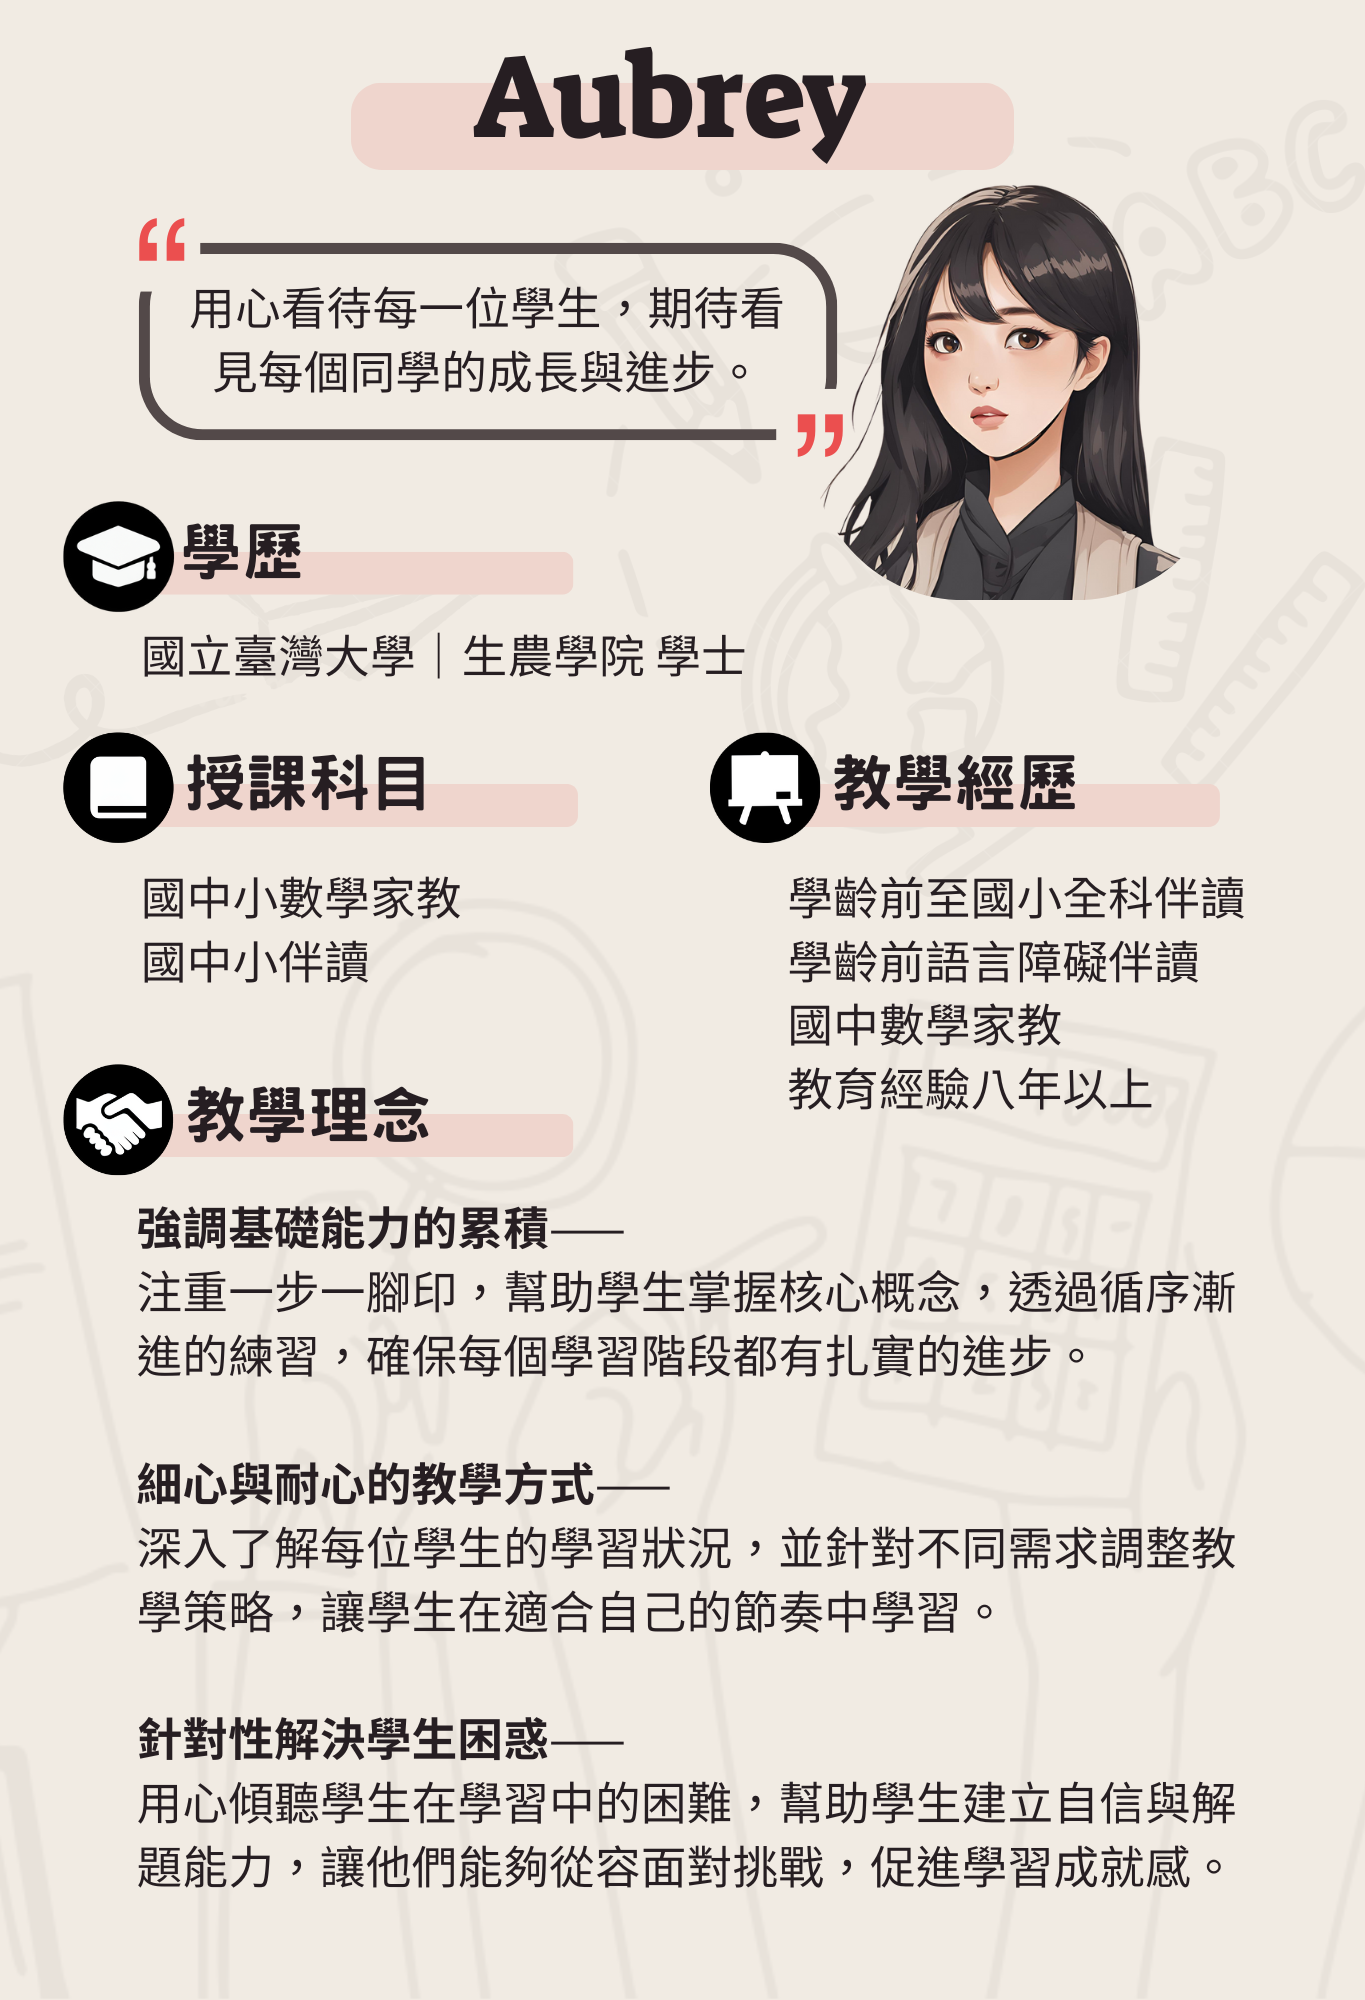 Aubrey
用心看待每一位學生，期待看
見每個同學的成長與進步。
學歷
國立臺灣大學｜生農學院 學士
授課科目
國中小數學家教
國中小伴讀
教學經歷
學齡前至國小全科伴讀
學齡前語言障礙伴讀
國中數學家教
教育經驗八年以上
教學理念
強調基礎能力的累積——
注重一步一腳印，幫助學生掌握核心概念，透過循序漸
進的練習，確保每個學習階段都有扎實的進步。
細心與耐心的教學方式——
深入了解每位學生的學習狀況，並針對不同需求調整教
學策略，讓學生在適合自己的節奏中學習。
針對性解決學生困惑——
用心傾聽學生在學習中的困難，幫助學生建立自信與解
題能力，讓他們能夠從容面對挑戰，促進學習成就感。
ABC